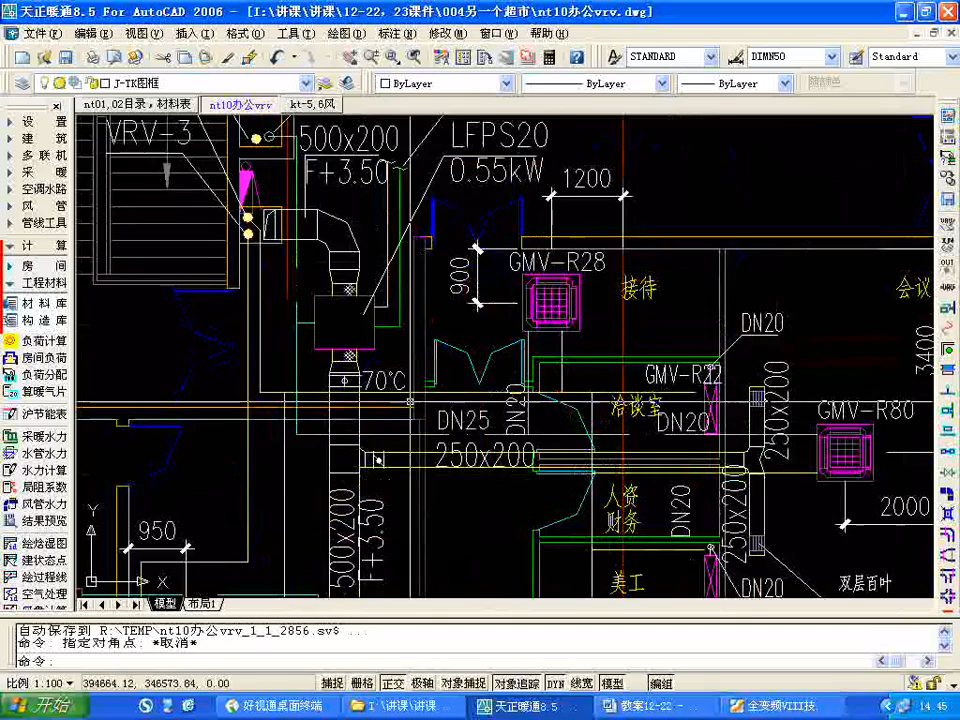 天正暖通8.5 For AutoCAD 2006 - [I:\讲课\讲课\12-22，23课件\004另一个超市\nt10办公vrv.dwg]
文件(F) 编辑(E) 视图(V) 插入(I) 格式(O) 工具(T) 绘图(D) 标注(N) 修改(M) 窗口(W) 帮助(H)
STANDARD DIMN50 Standard
J-TK图框 ByLayer ByLayer ByLayer 随颜色
nt01,02目录，材料表 nt10办公vrv kt-5,6风
设 置
建 筑
多 联 机
采 暖
空调水路
风 管
管线工具
计 算
房 间
工程材料
材 料 库
构 造 库
负荷计算
房间负荷
负荷分配
算暖气片
沪节能表
采暖水力
水管水力
水力计算
局阻系数
风管水力
结果预览
绘焓湿图
建状态点
绘过程线
空气处理
VRV-3
500x200
F+3.50
LFPS20
0.55kW
1200
900
GMV-R28
接待
会议
DN20
3400
GMV-R22
70℃
洽谈室
DN25
DN20
DN20
250x200
GMV-R80
250x200
人资
财务
DN20
250x200
2000
950
500x200
F+3.50
美工
DN20
双层百叶
Y
X
模型 布局1
自动保存到 R:\TEMP\nt10办公vrv_1_1_2856.sv$ ...
命令: 指定对角点: *取消*
命令:
比例 1:100 394664.12, 346573.84, 0.00 捕捉 栅格 正交 极轴 对象捕捉 对象追踪 DYN 线宽 模型 编组
开始 好视通桌面终端 I:\讲课\讲课... 天正暖通8.5 ... 教案12-22 - ... 全变频VIII技... 14:45